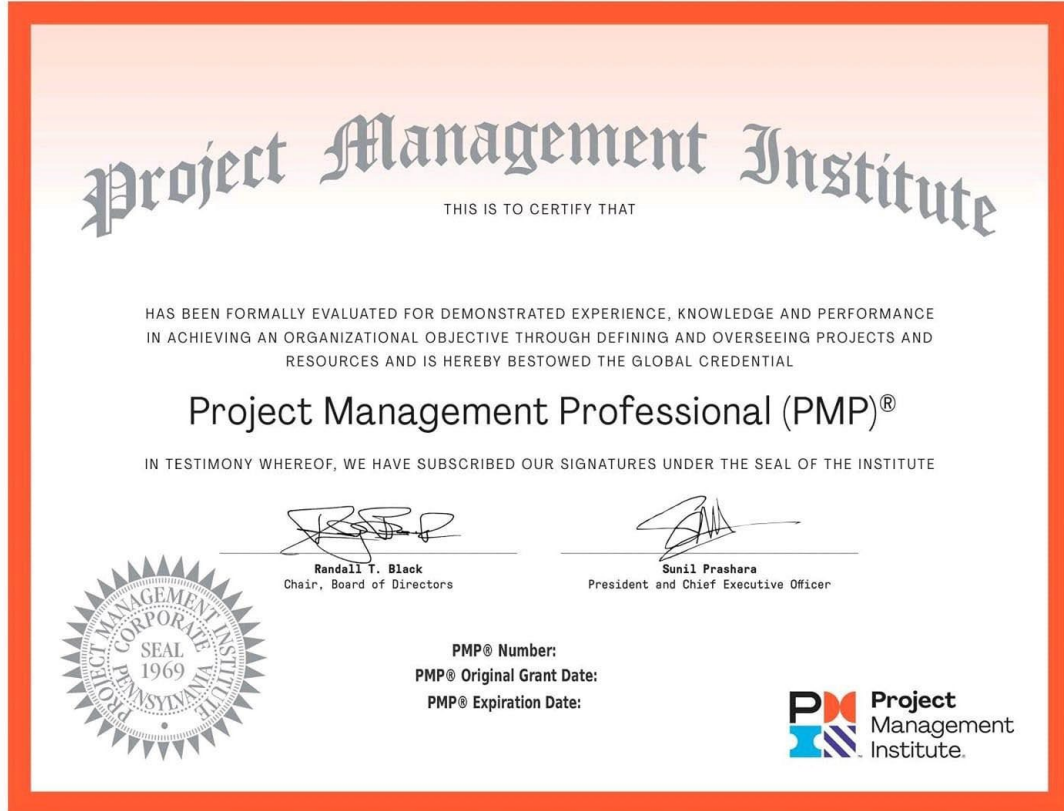 Project Management Institute
THIS IS TO CERTIFY THAT
HAS BEEN FORMALLY EVALUATED FOR DEMONSTRATED EXPERIENCE, KNOWLEDGE AND PERFORMANCE
IN ACHIEVING AN ORGANIZATIONAL OBJECTIVE THROUGH DEFINING AND OVERSEEING PROJECTS AND
RESOURCES AND IS HEREBY BESTOWED THE GLOBAL CREDENTIAL
Project Management Professional (PMP)®
IN TESTIMONY WHEREOF, WE HAVE SUBSCRIBED OUR SIGNATURES UNDER THE SEAL OF THE INSTITUTE
Randall T. Black
Chair, Board of Directors
Sunil Prashara
President and Chief Executive Officer
PROJECT MANAGEMENT INSTITUTE
CORPORATE
SEAL
1969
PENNSYLVANIA
PMP® Number:
PMP® Original Grant Date:
PMP® Expiration Date:
Project
Management
Institute.